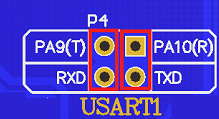 P4
PA9(T) PA10(R)
RXD TXD
USART1